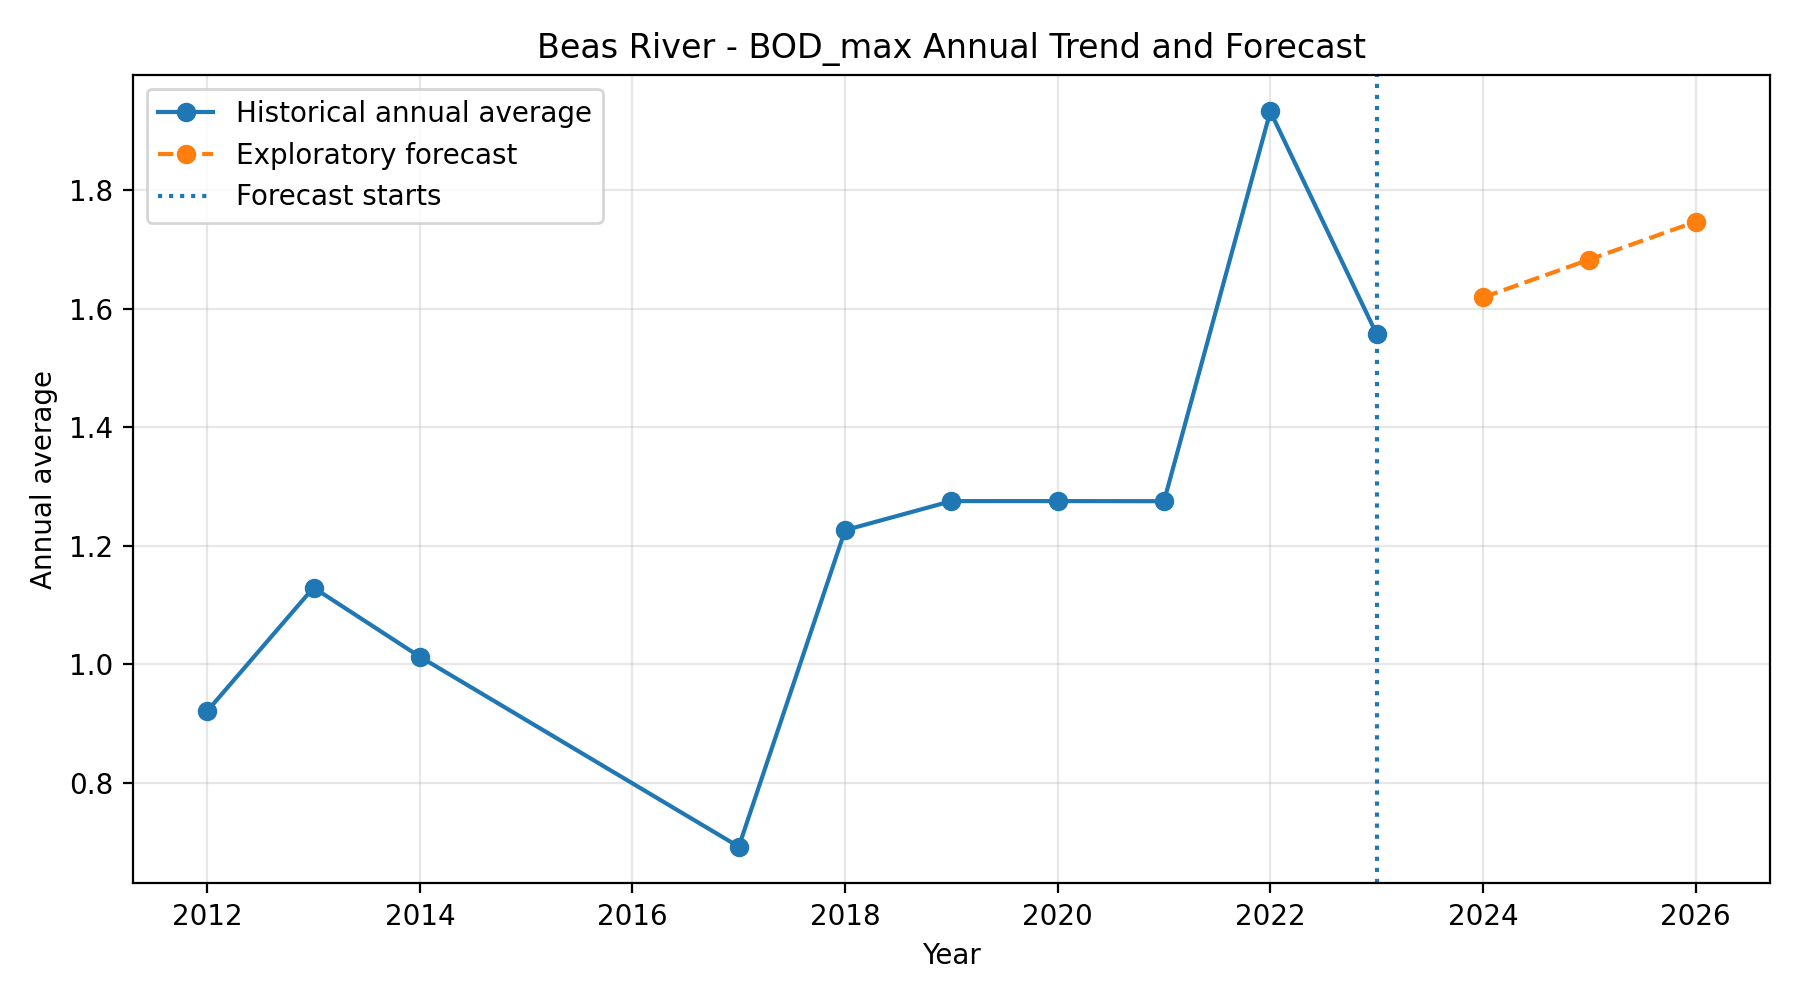 Beas River - BOD_max Annual Trend and Forecast
Historical annual average
Exploratory forecast
Forecast starts
1.8
1.6
1.4
1.2
1.0
0.8
Annual average
2012 2014 2016 2018 2020 2022 2024 2026
Year